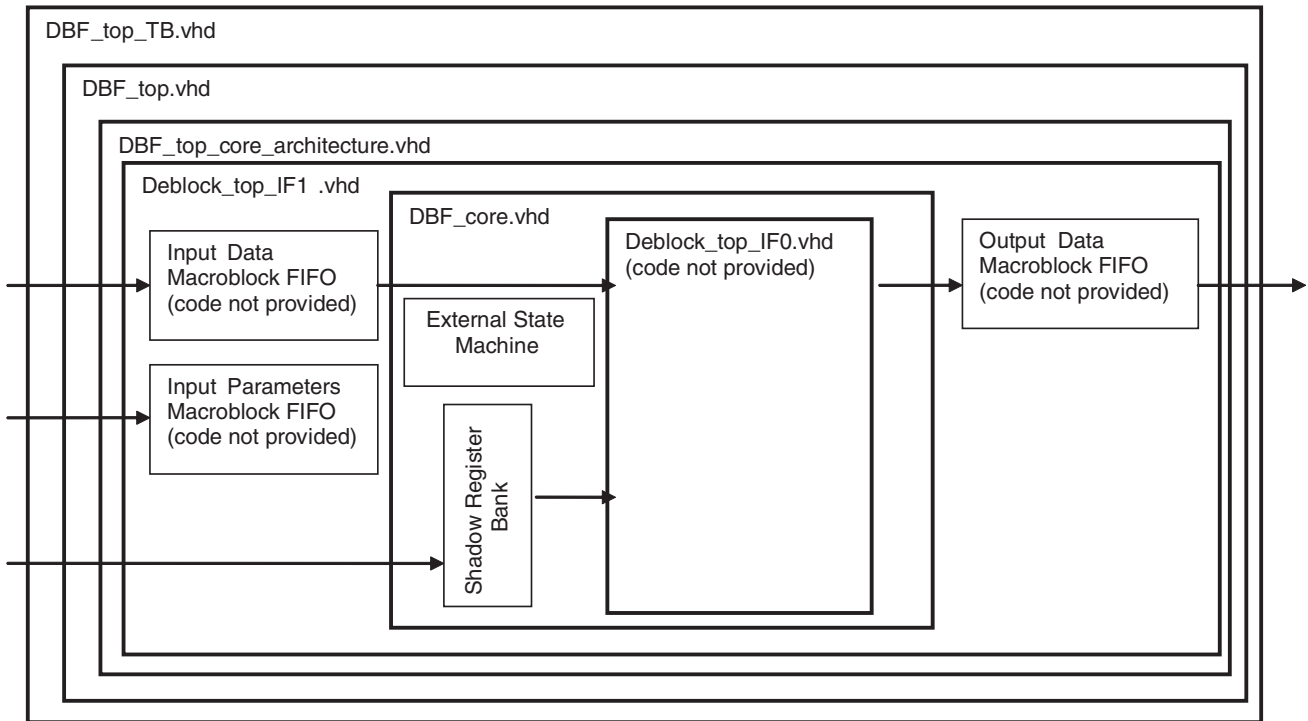 DBF_top_TB.vhd
DBF_top.vhd
DBF_top_core_architecture.vhd
Deblock_top_IF1 .vhd
DBF_core.vhd
Input Data
Macroblock FIFO
(code not provided)
External State
Machine
Deblock_top_IF0.vhd
(code not provided)
Output Data
Macroblock FIFO
(code not provided)
Input Parameters
Macroblock FIFO
(code not provided)
Shadow Register
Bank